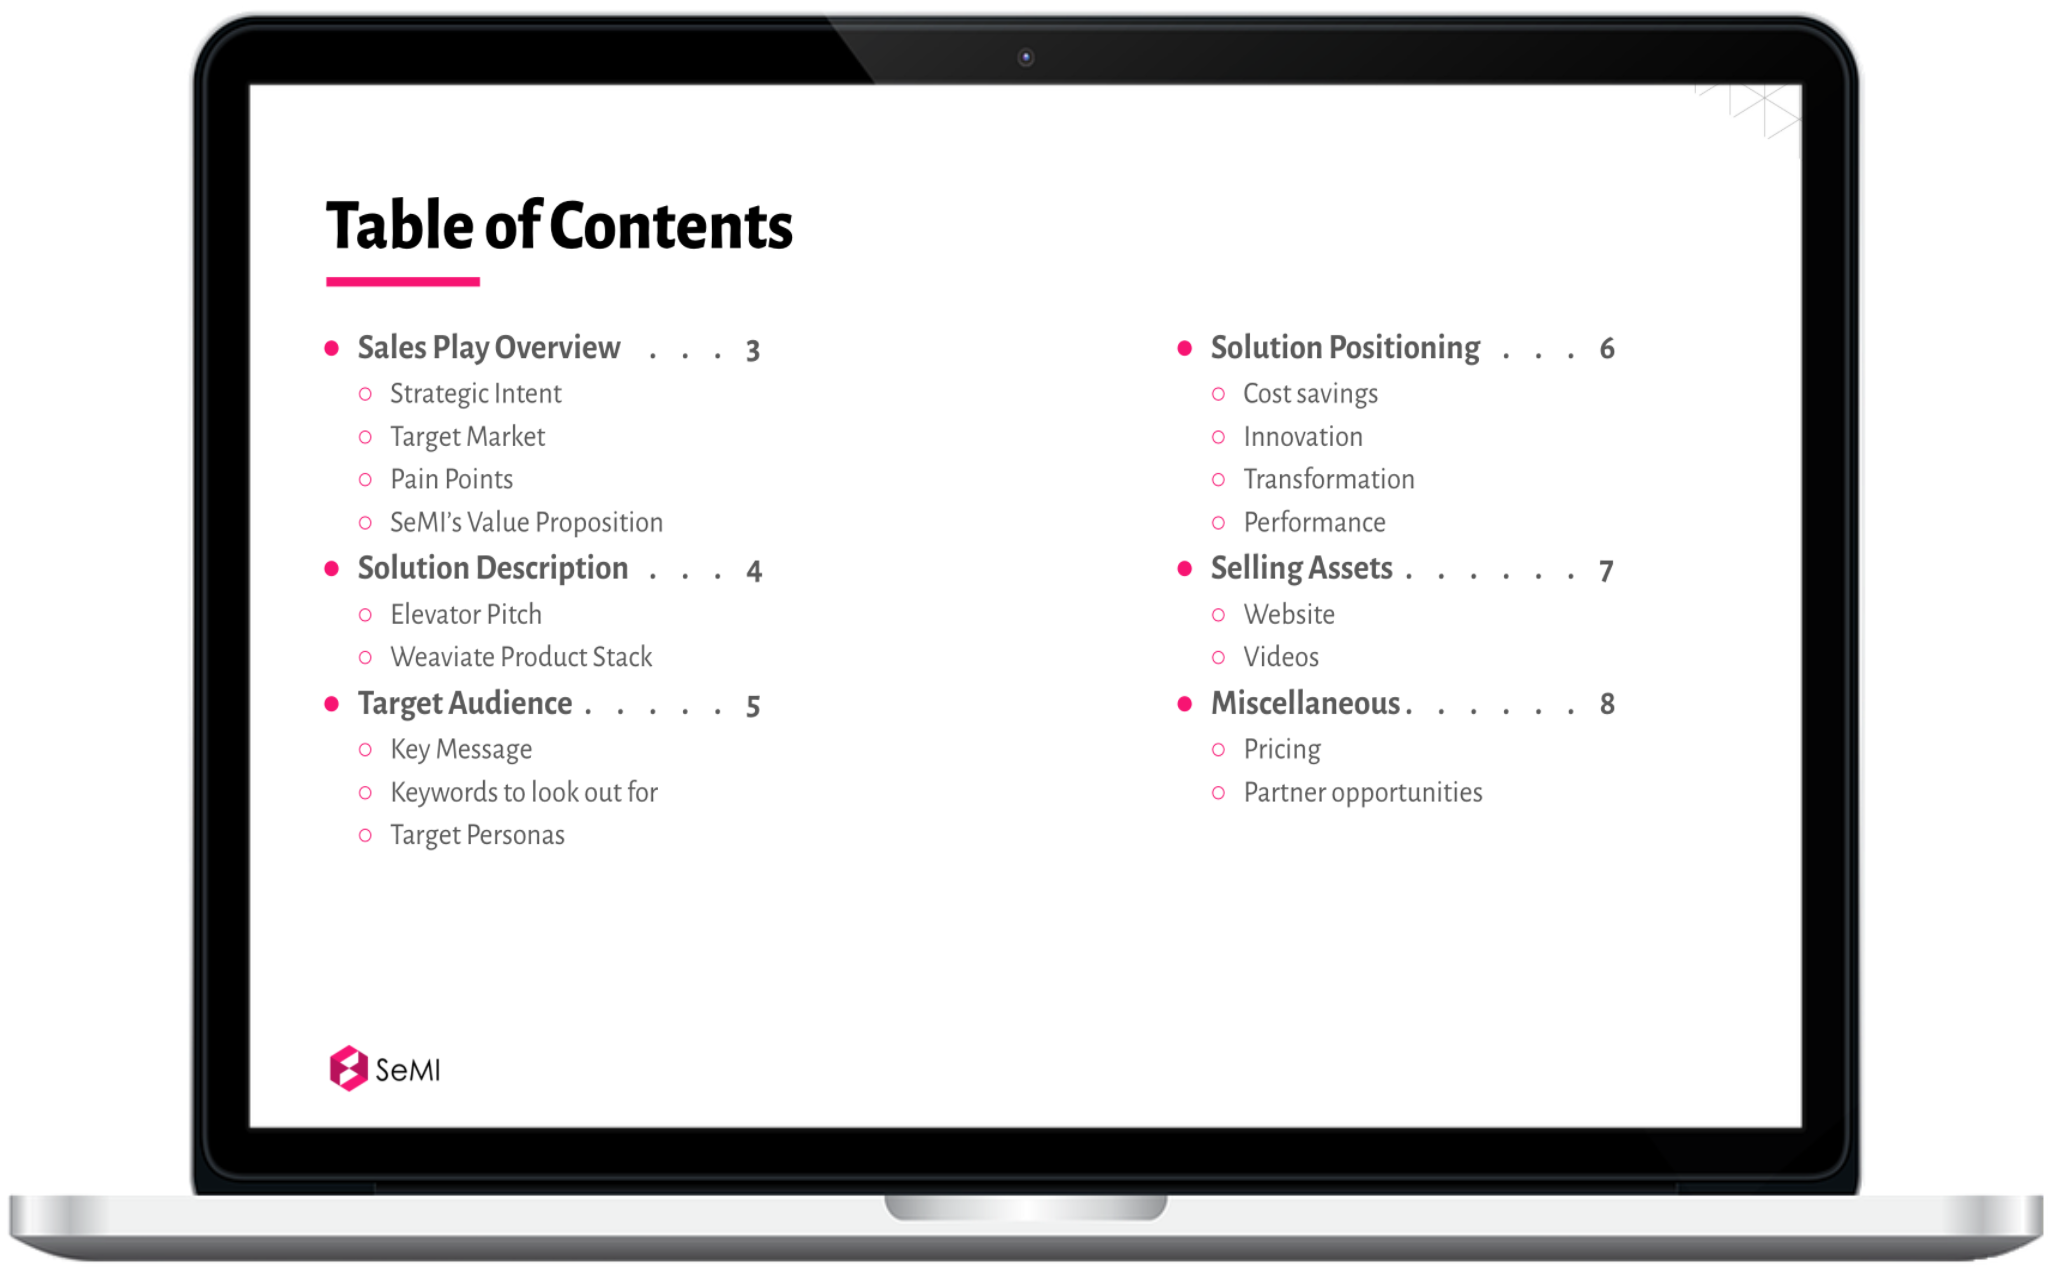 Table of Contents
Sales Play Overview . . . 3
Strategic Intent
Target Market
Pain Points
SeMI's Value Proposition
Solution Description . . . 4
Elevator Pitch
Weaviate Product Stack
Target Audience . . . . . 5
Key Message
Keywords to look out for
Target Personas
Solution Positioning . . . 6
Cost savings
Innovation
Transformation
Performance
Selling Assets . . . . . . 7
Website
Videos
Miscellaneous . . . . . . 8
Pricing
Partner opportunities
SeMI